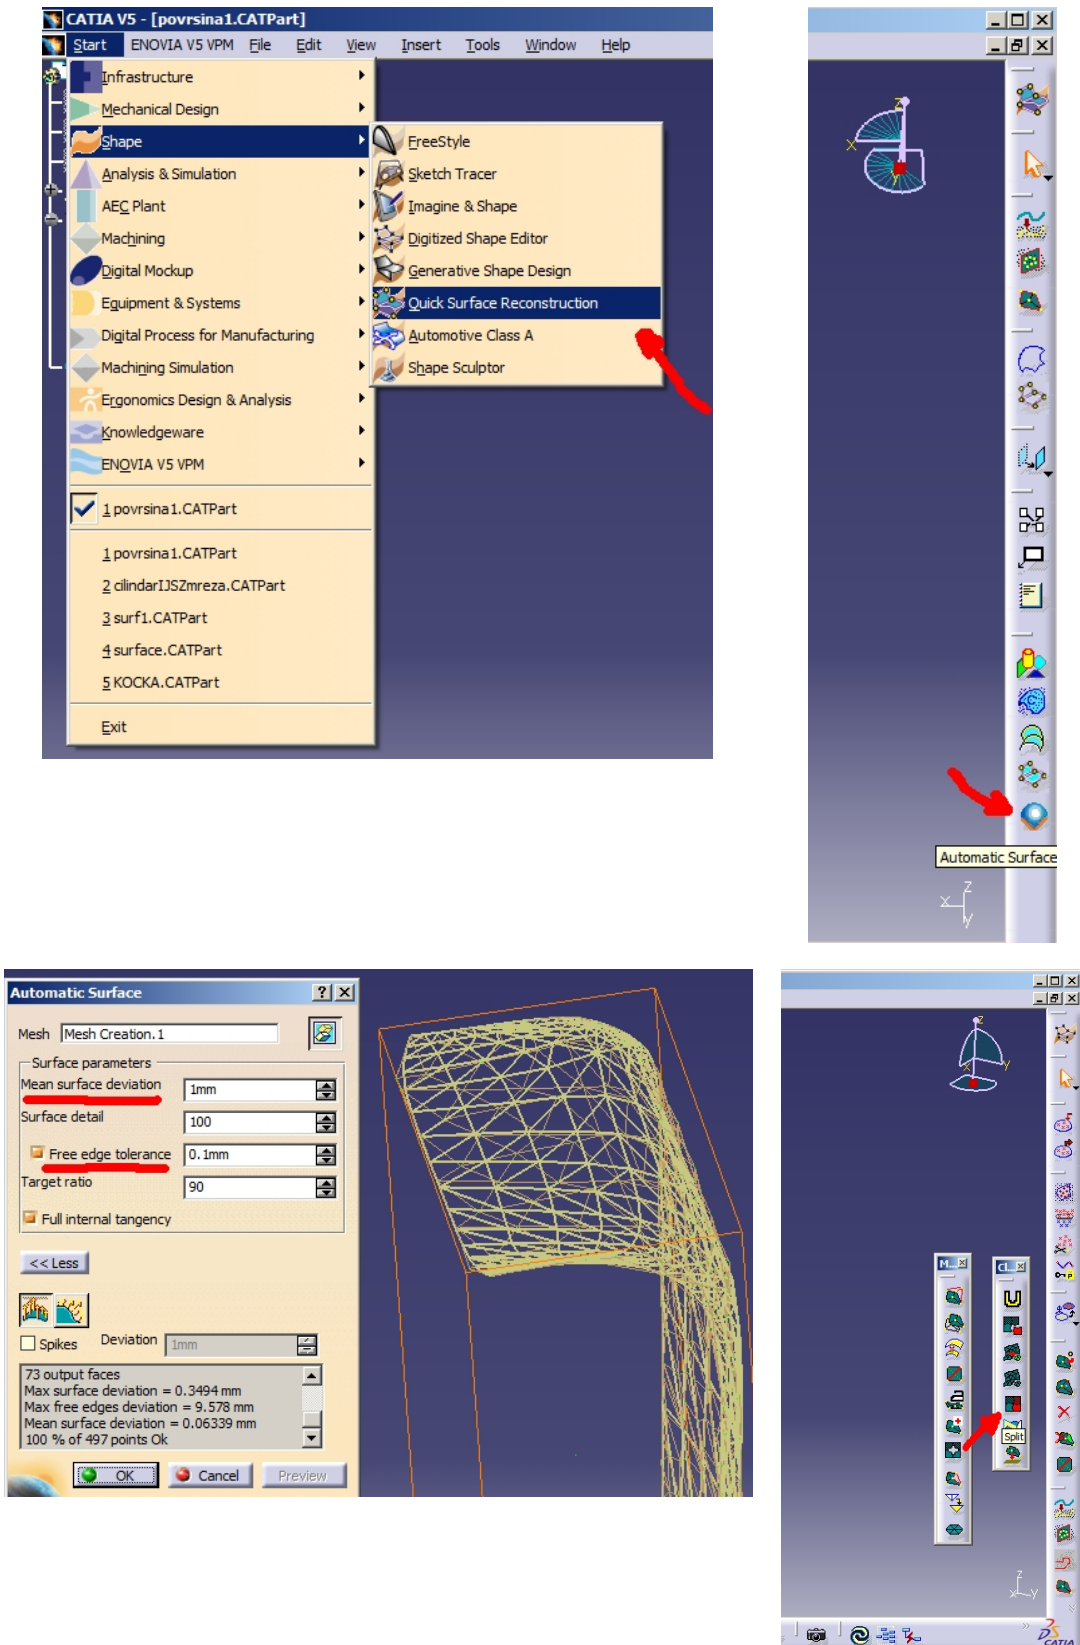 CATIA V5 - [povrsina1.CATPart]
Start ENOVIA V5 VPM File Edit View Insert Tools Window Help
Infrastructure
Mechanical Design
Shape
Analysis & Simulation
AEC Plant
Machining
Digital Mockup
Equipment & Systems
Digital Process for Manufacturing
Machining Simulation
Ergonomics Design & Analysis
Knowledgeware
ENOVIA V5 VPM
1 povrsina1.CATPart
1 povrsina1.CATPart
2 cilindarIJSZmreza.CATPart
3 surf1.CATPart
4 surface.CATPart
5 KOCKA.CATPart
Exit
FreeStyle
Sketch Tracer
Imagine & Shape
Digitized Shape Editor
Generative Shape Design
Quick Surface Reconstruction
Automotive Class A
Shape Sculptor
z
x
y
Automatic Surface
z
x
y
Automatic Surface
Mesh Mesh Creation.1
Surface parameters
Mean surface deviation 1mm
Surface detail 100
Free edge tolerance 0.1mm
Target ratio 90
Full internal tangency
<< Less
Spikes Deviation 1mm
73 output faces
Max surface deviation = 0.3494 mm
Max free edges deviation = 9.578 mm
Mean surface deviation = 0.06339 mm
100 % of 497 points Ok
OK Cancel Preview
z
x y
M...
Cl...
Split
z
x y
CATIA